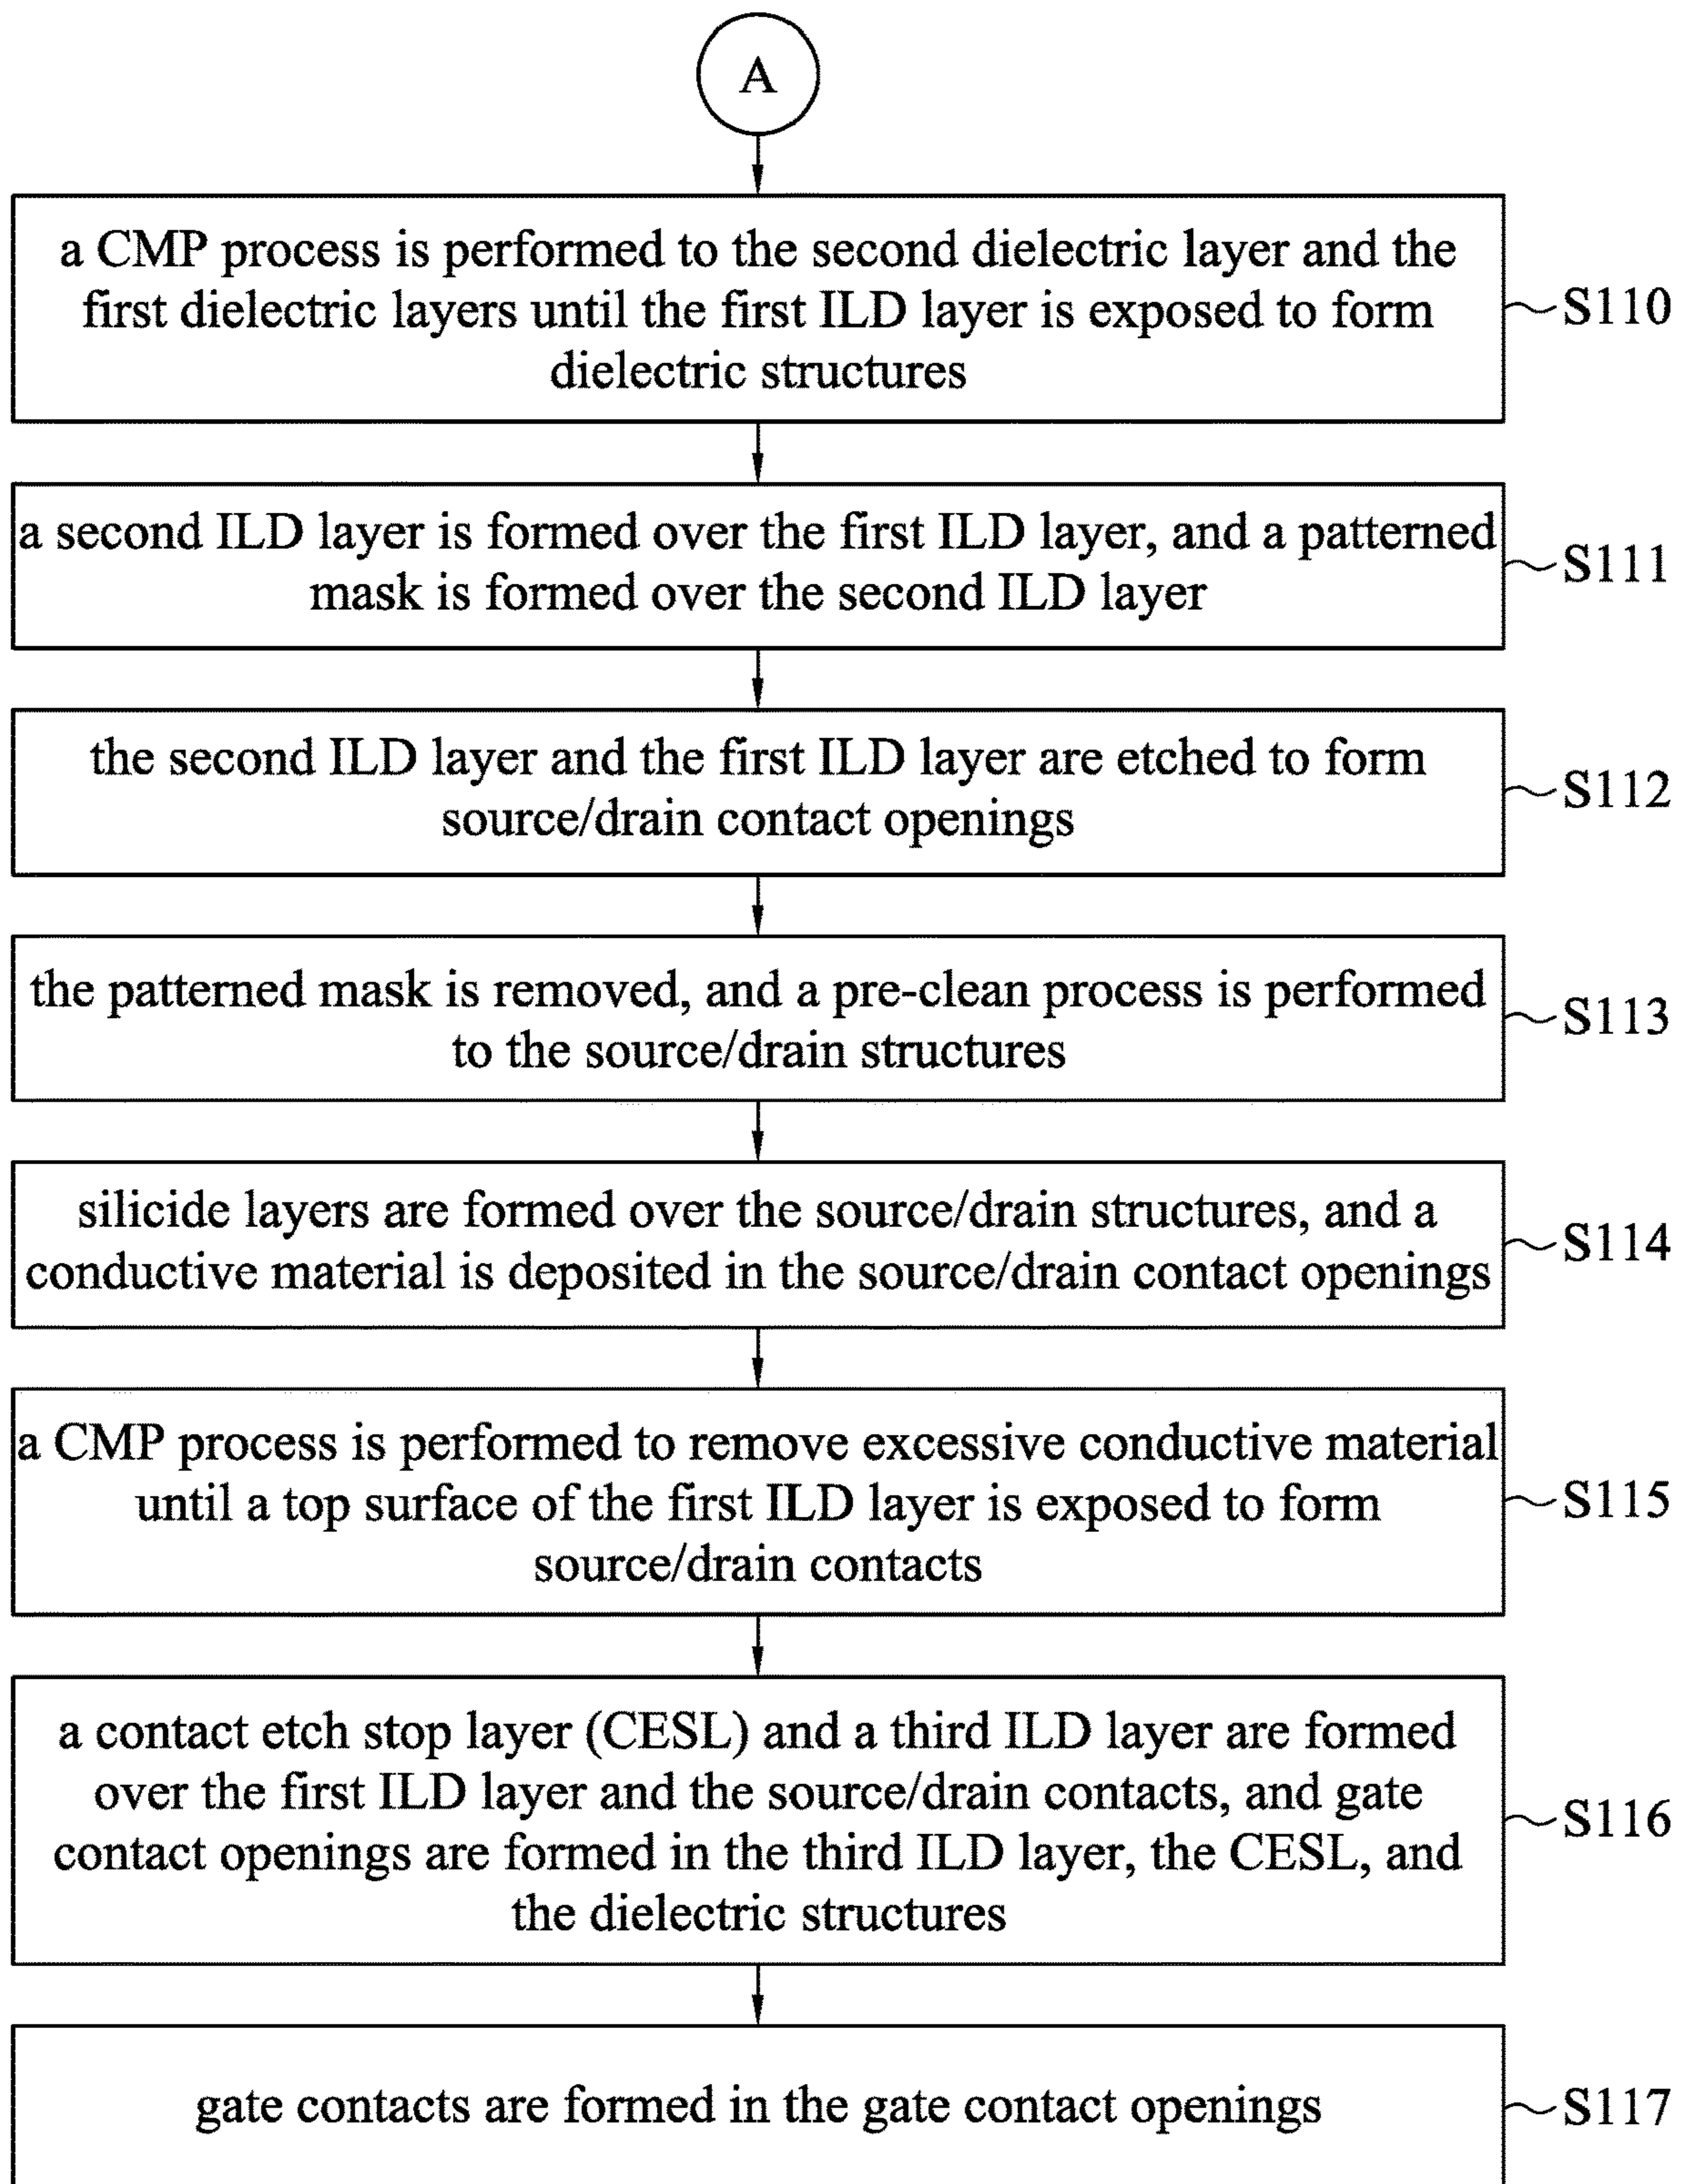 A
a CMP process is performed to the second dielectric layer and the
first dielectric layers until the first ILD layer is exposed to form
dielectric structures
S110
a second ILD layer is formed over the first ILD layer, and a patterned
mask is formed over the second ILD layer
S111
the second ILD layer and the first ILD layer are etched to form
source/drain contact openings
S112
the patterned mask is removed, and a pre-clean process is performed
to the source/drain structures
S113
silicide layers are formed over the source/drain structures, and a
conductive material is deposited in the source/drain contact openings
S114
a CMP process is performed to remove excessive conductive material
until a top surface of the first ILD layer is exposed to form
source/drain contacts
S115
a contact etch stop layer (CESL) and a third ILD layer are formed
over the first ILD layer and the source/drain contacts, and gate
contact openings are formed in the third ILD layer, the CESL, and
the dielectric structures
S116
gate contacts are formed in the gate contact openings
S117